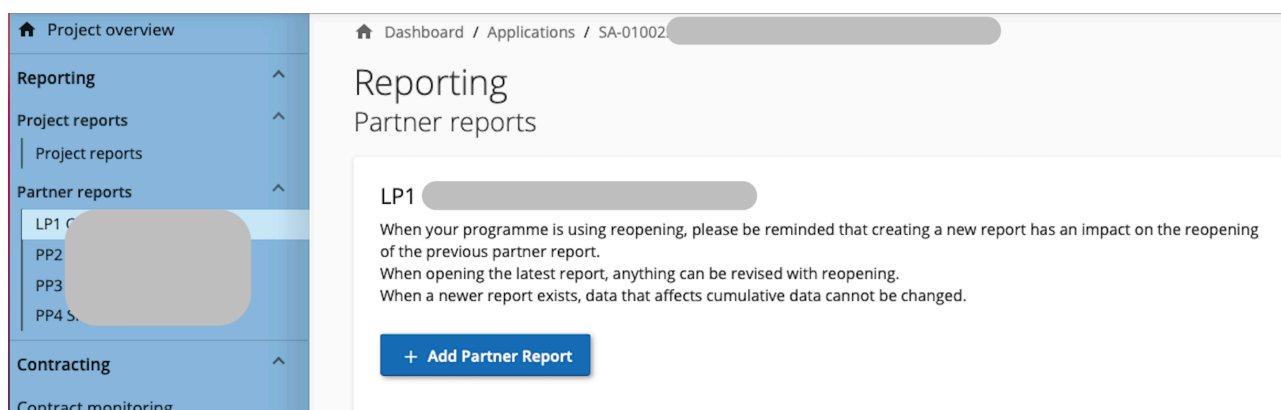 Project overview
Reporting
Project reports
Project reports
Partner reports
LP1
PP2
PP3
PP4
Contracting
Contract monitoring
Dashboard / Applications / SA-01002
Reporting
Partner reports
LP1
When your programme is using reopening, please be reminded that creating a new report has an impact on the reopening
of the previous partner report.
When opening the latest report, anything can be revised with reopening.
When a newer report exists, data that affects cumulative data cannot be changed.
+ Add Partner Report